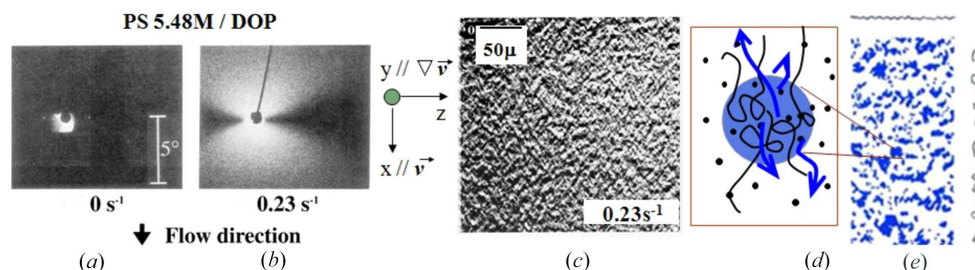 PS 5.48M / DOP
5°
0 s⁻¹
0.23 s⁻¹
Flow direction
y // ∇ v
z
x // v
50μ
0.23s⁻¹
(a)
(b)
(c)
(d)
(e)